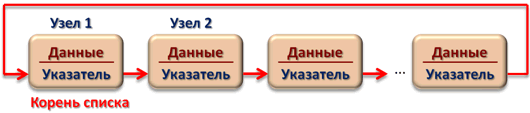 Узел 1 Узел 2
Данные Данные Данные Данные
Указатель Указатель Указатель ... Указатель
Корень списка